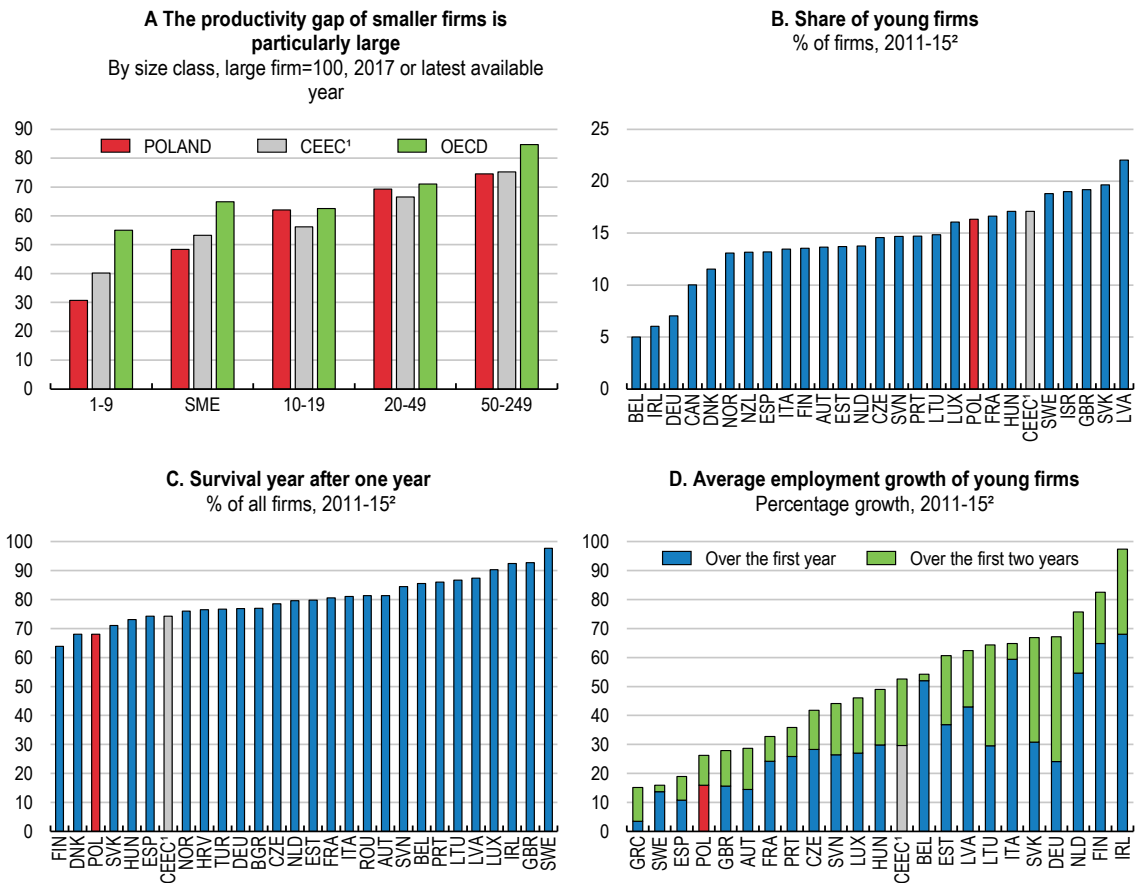 A The productivity gap of smaller firms is
particularly large
By size class, large firm=100, 2017 or latest available
year
90
80
70
60
50
40
30
20
10
0
POLAND
CEEC¹
OECD
1-9
SME
10-19
20-49
50-249
B. Share of young firms
% of firms, 2011-15²
25
20
15
10
5
0
BEL
IRL
DEU
CAN
DNK
NOR
NZL
ESP
ITA
FIN
AUT
EST
NLD
CZE
SVN
PRT
LTU
LUX
POL
FRA
HUN
CEEC¹
SWE
ISR
GBR
SVK
LVA
C. Survival year after one year
% of all firms, 2011-15²
100
90
80
70
60
50
40
30
20
10
0
FIN
DNK
POL
SVK
HUN
ESP
CEEC¹
NOR
HRV
TUR
DEU
BGR
CZE
NLD
EST
FRA
ITA
ROU
AUT
SVN
BEL
PRT
LTU
LVA
LUX
IRL
GBR
SWE
D. Average employment growth of young firms
Percentage growth, 2011-15²
100
90
80
70
60
50
40
30
20
10
0
Over the first year
Over the first two years
GRC
SWE
ESP
POL
GBR
AUT
FRA
PRT
CZE
SVN
LUX
HUN
CEEC¹
BEL
EST
LVA
LTU
ITA
SVK
DEU
NLD
FIN
IRL